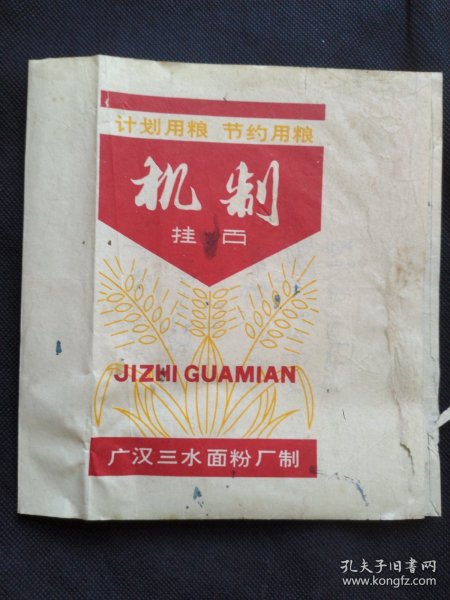 计划用粮 节约用粮
机制
挂面
JIZHI GUAMIAN
广汉三水面粉厂制
孔夫子旧书网
www.kongfz.com